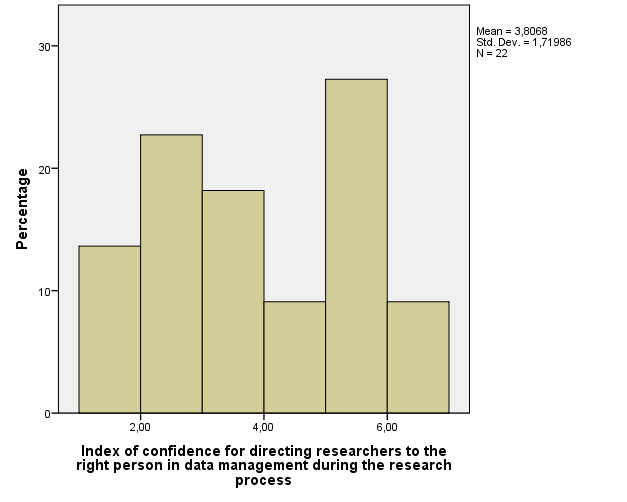 Mean = 3,8068
Std. Dev. = 1,71986
N = 22
30
20
10
0
Percentage
2,00 4,00 6,00
Index of confidence for directing researchers to the
right person in data management during the research
process